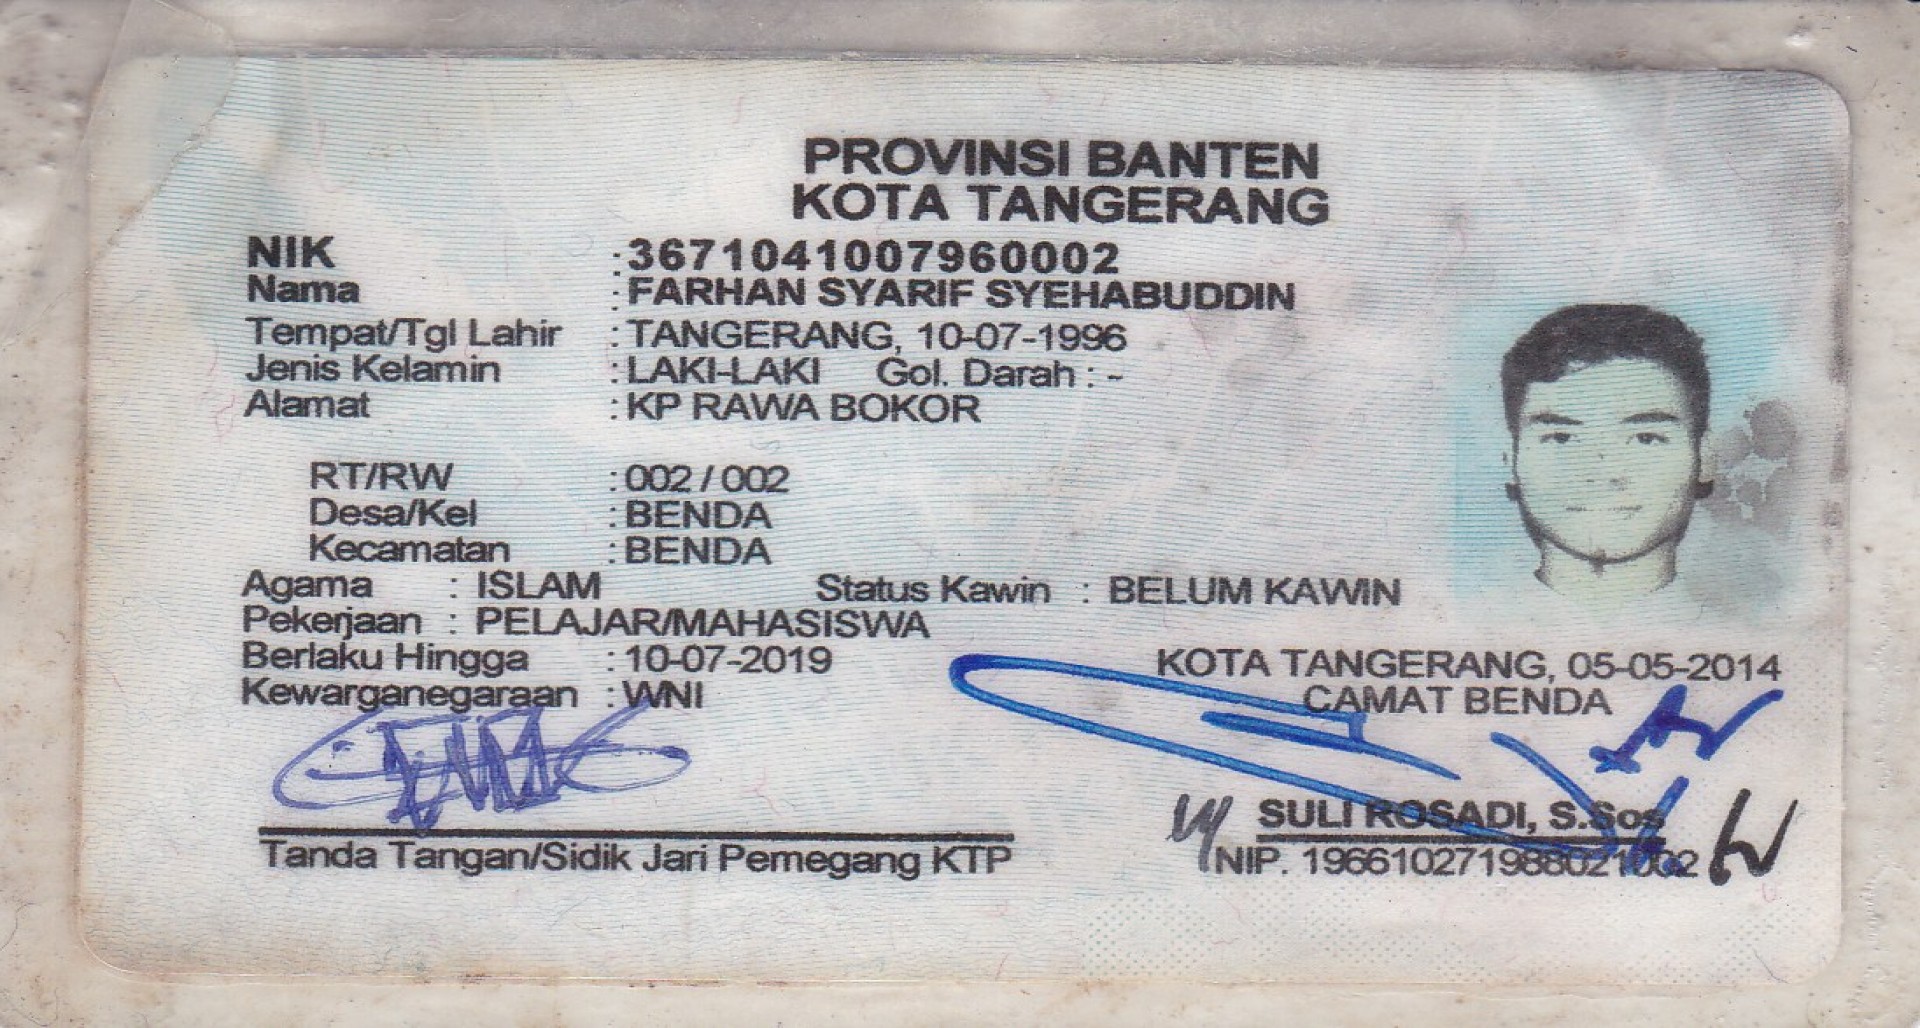 PROVINSI BANTEN
KOTA TANGERANG
NIK : 3671041007960002
Nama : FARHAN SYARIF SYEHABUDDIN
Tempat/Tgl Lahir : TANGERANG, 10-07-1996
Jenis Kelamin : LAKI-LAKI Gol. Darah : -
Alamat : KP RAWA BOKOR
RT/RW : 002 / 002
Desa/Kel : BENDA
Kecamatan : BENDA
Agama : ISLAM Status Kawin : BELUM KAWIN
Pekerjaan : PELAJAR/MAHASISWA
Berlaku Hingga : 10-07-2019
Kewarganegaraan : WNI
KOTA TANGERANG, 05-05-2014
CAMAT BENDA
SULI ROSADI, S.Sos
NIP. 196610271988021002
Tanda Tangan/Sidik Jari Pemegang KTP